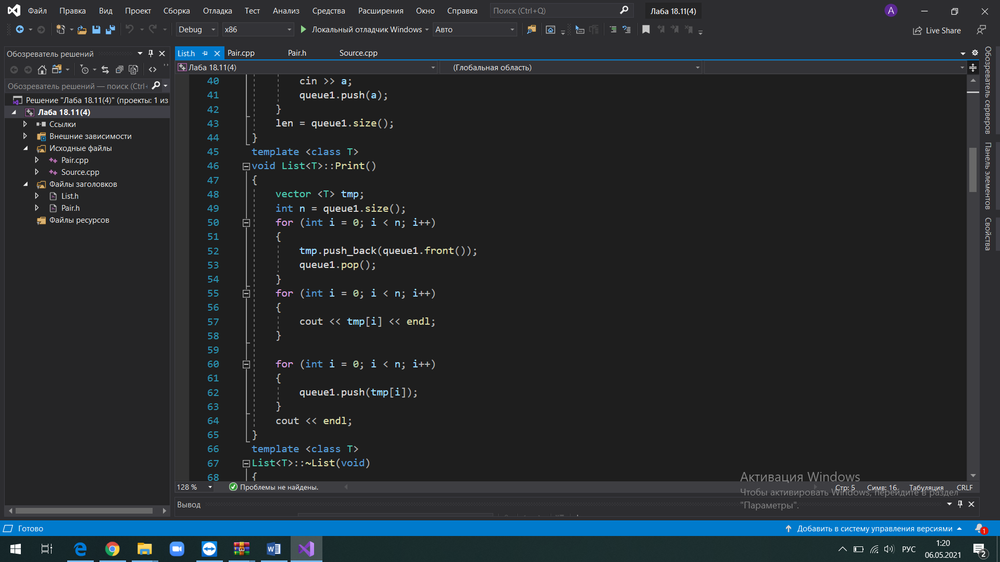 Файл Правка Вид Проект Сборка Отладка Тест Анализ Средства Расширения Окно Справка Поиск (Ctrl+Q) Лаба 18.11(4) A
Debug x86 Локальный отладчик Windows Авто Live Share
Обозреватель решений
List.h Pair.cpp Pair.h Source.cpp
Лаба 18.11(4) (Глобальная область)
Обозреватель решений — поиск (Ctrl+
Решение "Лаба 18.11(4)" (проекты: 1 из
Лаба 18.11(4)
Ссылки
Внешние зависимости
Исходные файлы
Pair.cpp
Source.cpp
Файлы заголовков
List.h
Pair.h
Файлы ресурсов
40 cin >> a;
41 queue1.push(a);
42 }
43 len = queue1.size();
44 }
45 template <class T>
46 void List<T>::Print()
47 {
48 vector <T> tmp;
49 int n = queue1.size();
50 for (int i = 0; i < n; i++)
51 {
52 tmp.push_back(queue1.front());
53 queue1.pop();
54 }
55 for (int i = 0; i < n; i++)
56 {
57 cout << tmp[i] << endl;
58 }
59
60 for (int i = 0; i < n; i++)
61 {
62 queue1.push(tmp[i]);
63 }
64 cout << endl;
65 }
66 template <class T>
67 List<T>::~List(void)
68 {
Обозреватель серверов
Панель элементов
Свойства
128 % Проблемы не найдены. Стр: 5 Симв: 16 Табуляция CRLF
Активация Windows
Чтобы активировать Windows, перейдите в раздел
"Параметры".
Вывод
Готово Добавить в систему управления версиями 1
РУС 1:20
06.05.2021 2